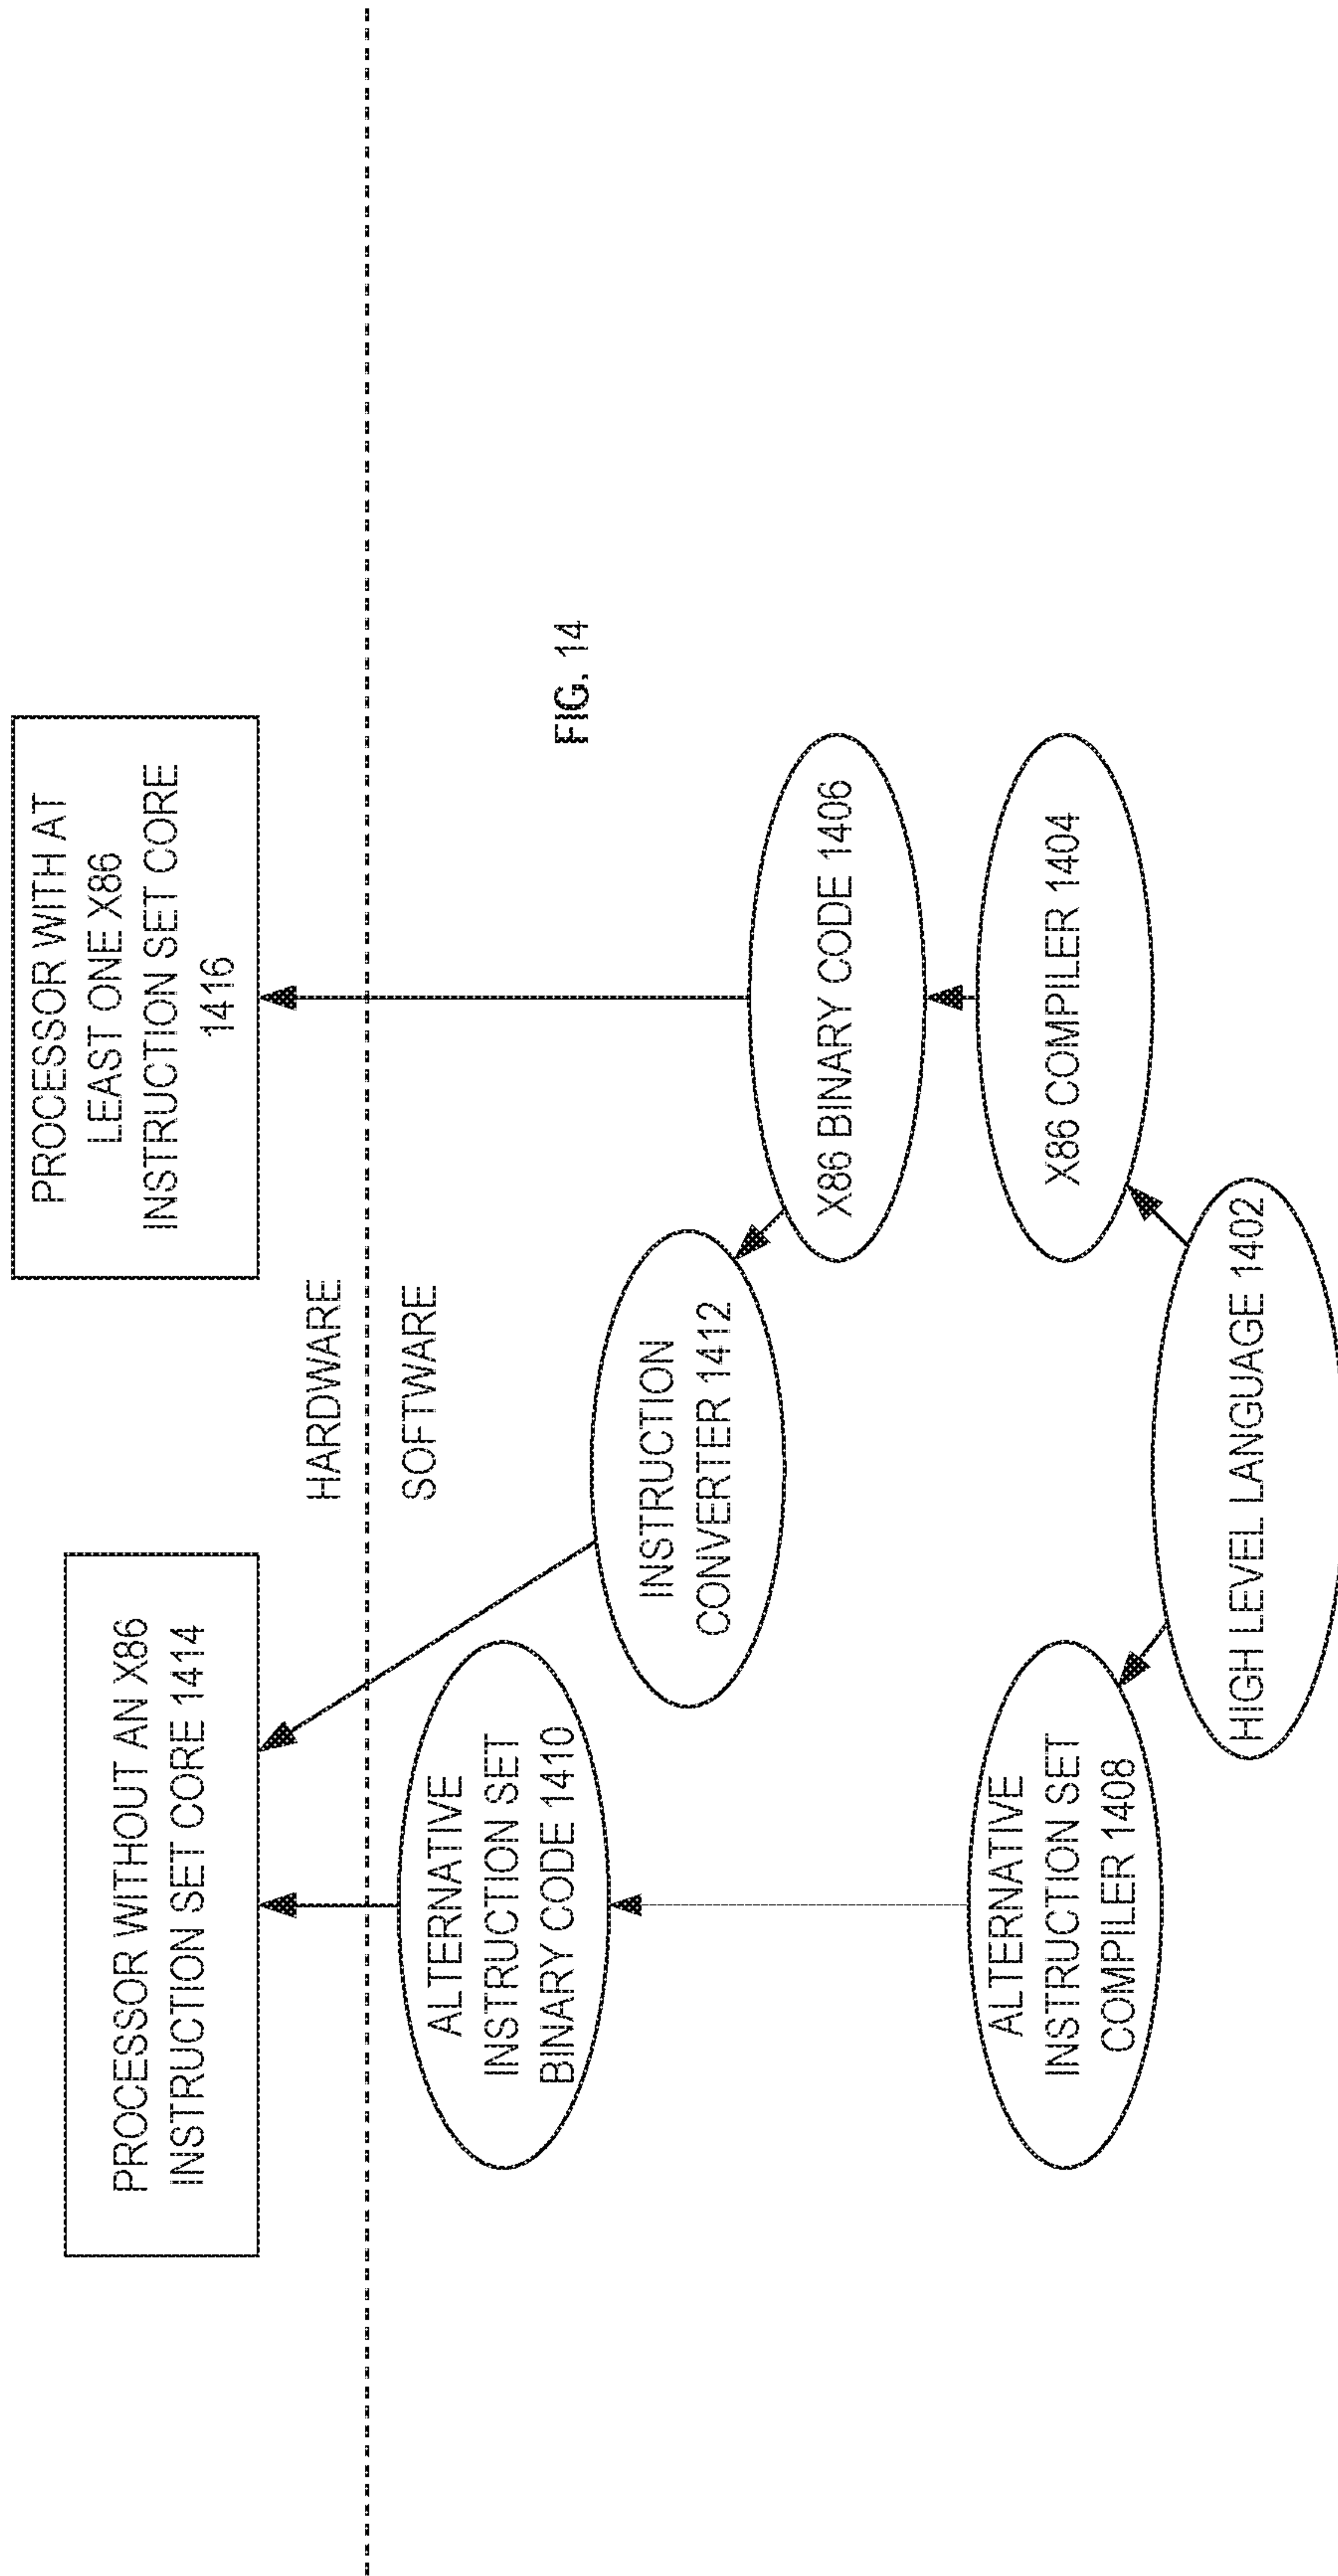 PROCESSOR WITHOUT AN X86
INSTRUCTION SET CORE 1414
PROCESSOR WITH AT
LEAST ONE X86
INSTRUCTION SET CORE
1416
HARDWARE
SOFTWARE
ALTERNATIVE
INSTRUCTION SET
BINARY CODE 1410
INSTRUCTION
CONVERTER 1412
FIG. 14
X86 BINARY CODE 1406
ALTERNATIVE
INSTRUCTION SET
COMPILER 1408
X86 COMPILER 1404
HIGH LEVEL LANGUAGE 1402